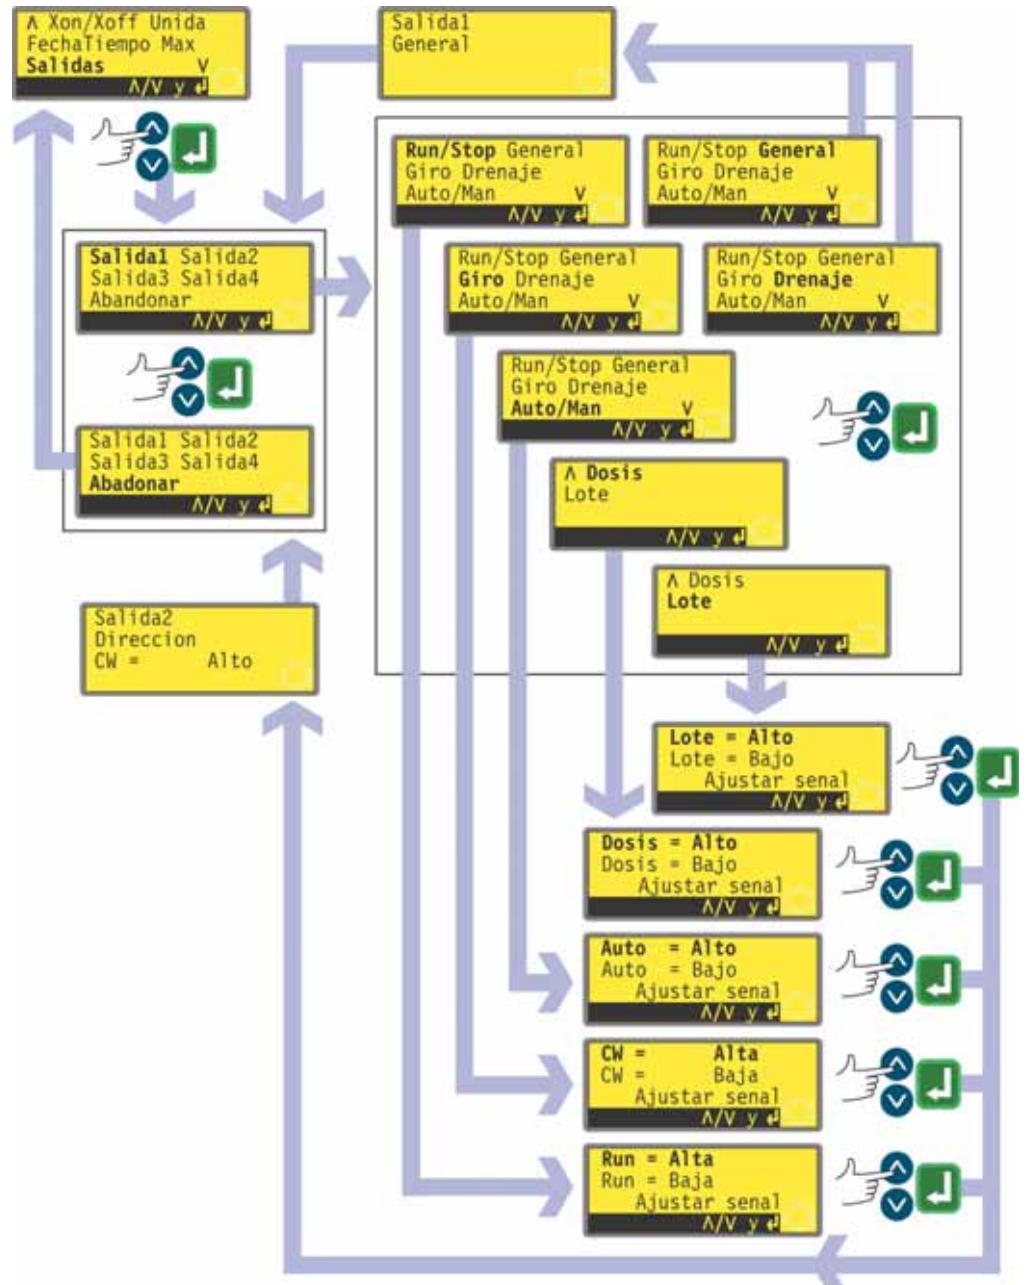 Λ Xon/Xoff Unida
FechaTiempo Max
Salidas V
Λ/V y ↲
Salida1
General
Run/Stop General
Giro Drenaje
Auto/Man V
Λ/V y ↲
Run/Stop General
Giro Drenaje
Auto/Man V
Λ/V y ↲
Salida1 Salida2
Salida3 Salida4
Abandonar
Λ/V y ↲
Run/Stop General
Giro Drenaje
Auto/Man V
Λ/V y ↲
Run/Stop General
Giro Drenaje
Auto/Man V
Λ/V y ↲
Run/Stop General
Giro Drenaje
Auto/Man V
Λ/V y ↲
Salida1 Salida2
Salida3 Salida4
Abadonar
Λ/V y ↲
Λ Dosis
Lote
Λ/V y ↲
Λ Dosis
Lote
Λ/V y ↲
Salida2
Direccion
CW = Alto
Lote = Alto
Lote = Bajo
Ajustar senal
Λ/V y ↲
Dosis = Alto
Dosis = Bajo
Ajustar senal
Λ/V y ↲
Auto = Alto
Auto = Bajo
Ajustar senal
Λ/V y ↲
CW = Alta
CW = Baja
Ajustar senal
Λ/V y ↲
Run = Alta
Run = Baja
Ajustar senal
Λ/V y ↲